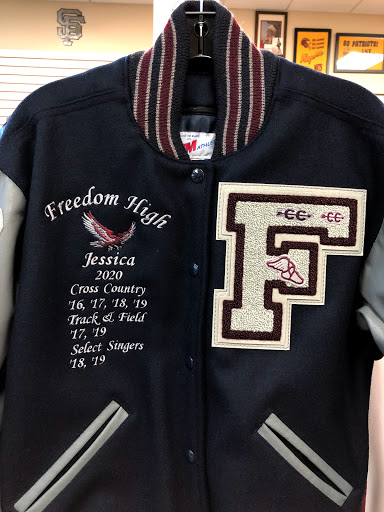 SF
GO PATRIOTS!
M
Freedom High
Jessica
2020
Cross Country
'16, '17, '18, '19
Track & Field
'17, '19
Select Singers
'18, '19
F
CC CC